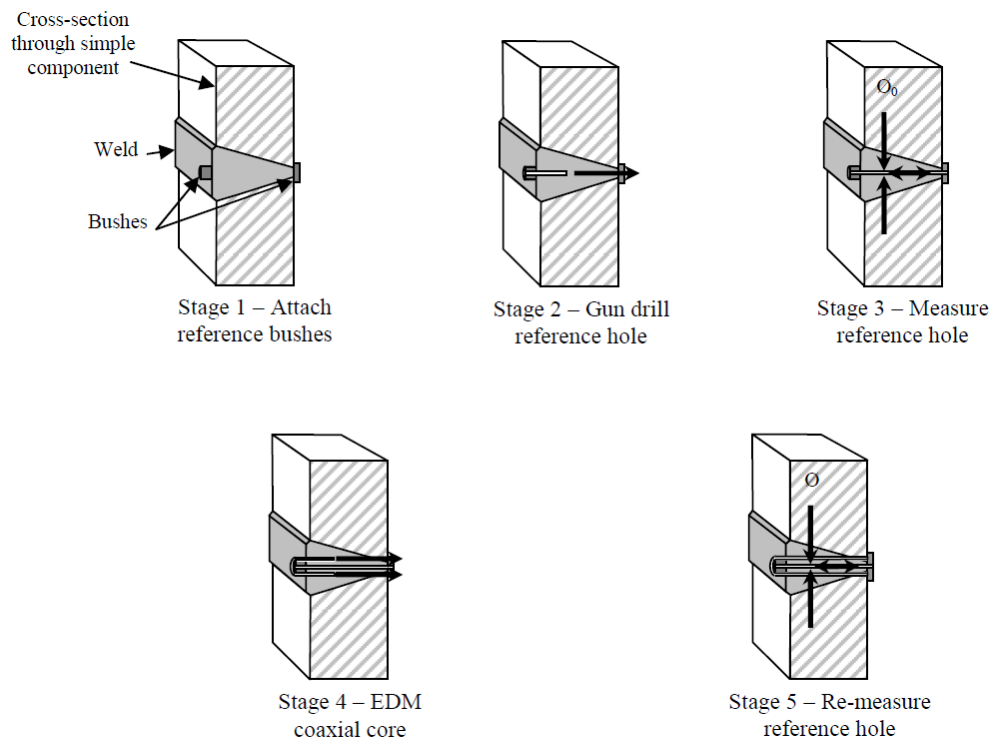 Cross-section
through simple
component
Weld
Bushes
Stage 1 – Attach
reference bushes
Stage 2 – Gun drill
reference hole
Ø₀
Stage 3 – Measure
reference hole
Stage 4 – EDM
coaxial core
Ø
Stage 5 – Re-measure
reference hole